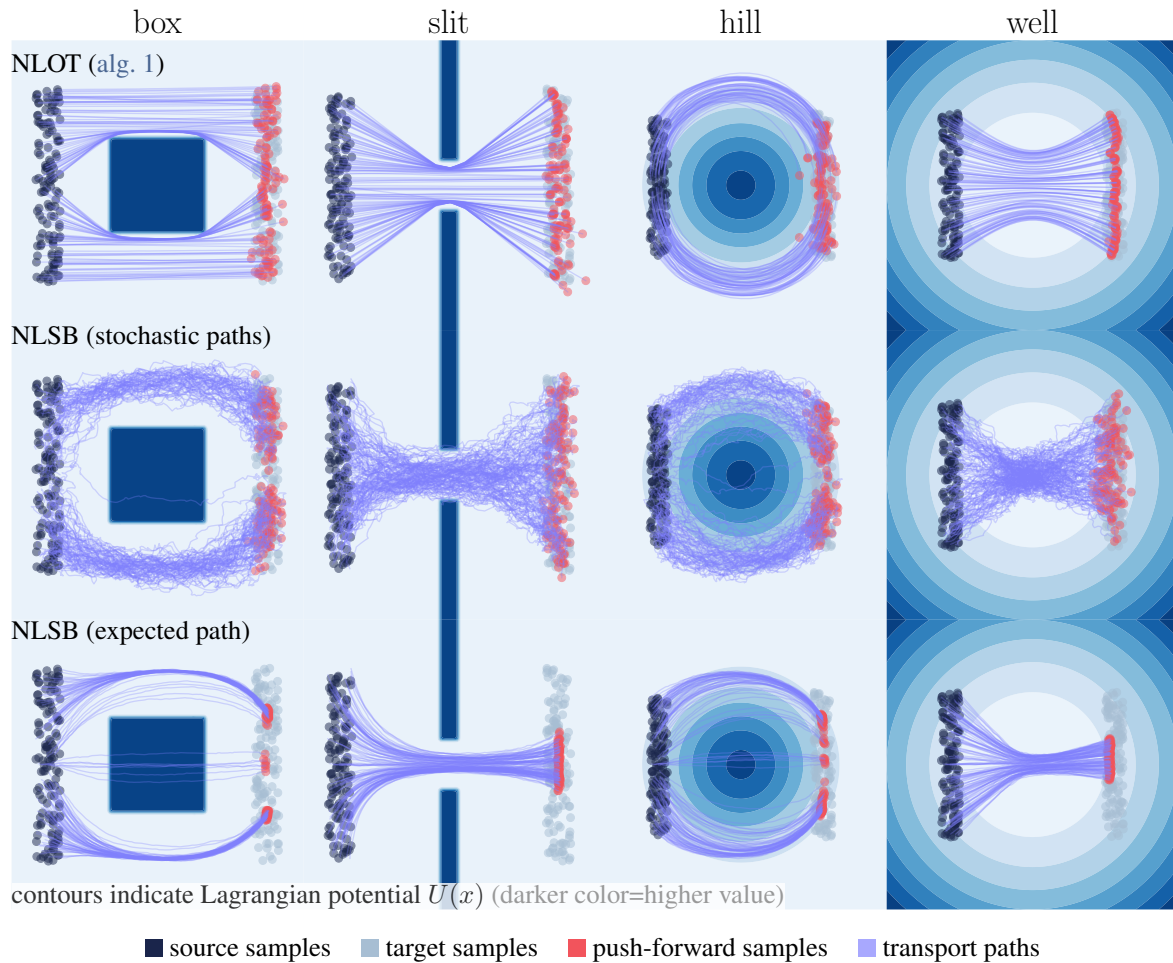 box slit hill well
NLOT (alg. 1)
NLSB (stochastic paths)
NLSB (expected path)
contours indicate Lagrangian potential U(x) (darker color=higher value)
source samples target samples push-forward samples transport paths